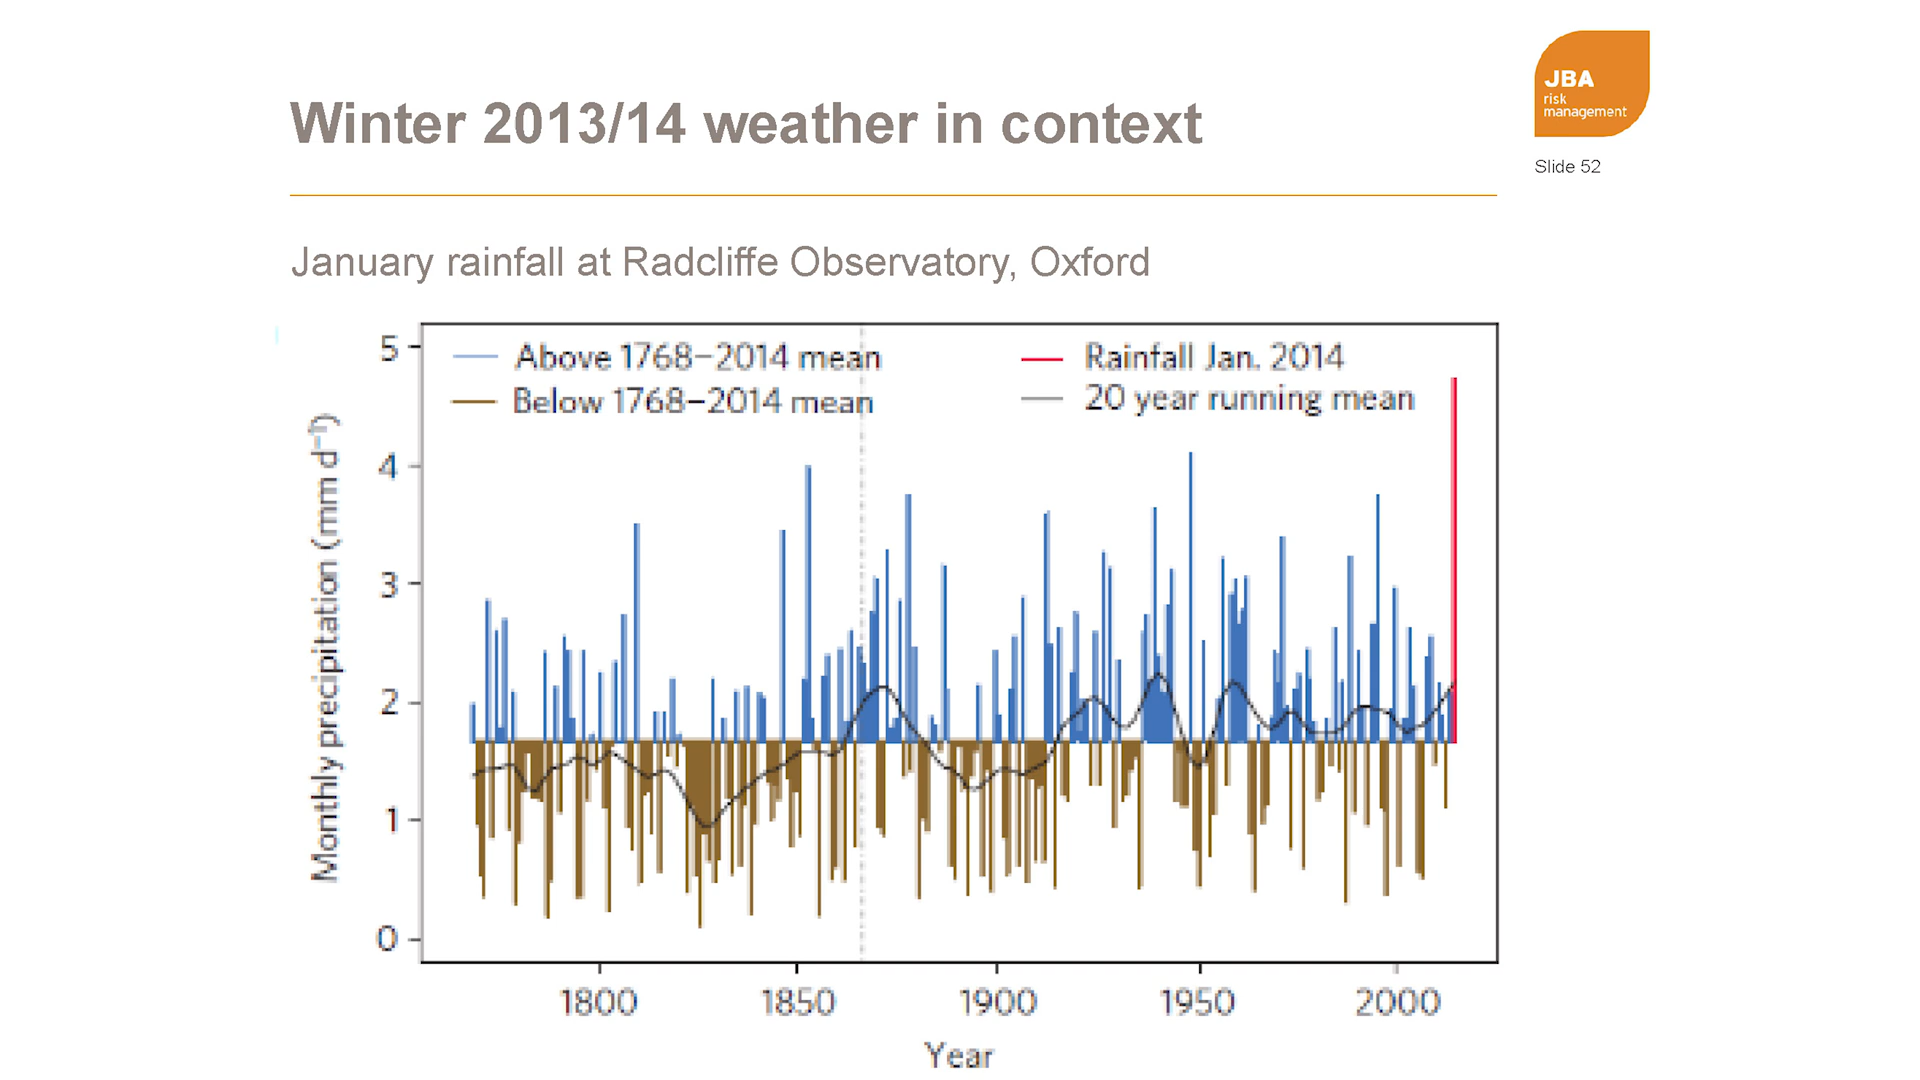 JBA
risk
management
Winter 2013/14 weather in context
Slide 52
January rainfall at Radcliffe Observatory, Oxford
Above 1768–2014 mean
Below 1768–2014 mean
Rainfall Jan. 2014
20 year running mean
Monthly precipitation (mm d⁻¹)
5
4
3
2
1
0
1800 1850 1900 1950 2000
Year